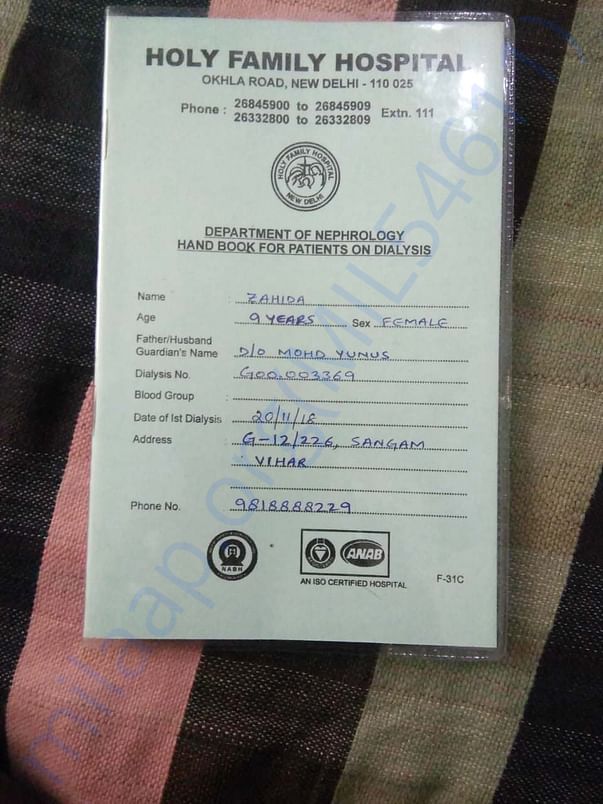 HOLY FAMILY HOSPITAL
OKHLA ROAD, NEW DELHI - 110 025
Phone : 26845900 to 26845909 Extn. 111
26332800 to 26332809
HOLY FAMILY HOSPITAL
NEW DELHI
DEPARTMENT OF NEPHROLOGY
HAND BOOK FOR PATIENTS ON DIALYSIS
Name : ZAHIDA
Age 9 YEARS Sex FEMALE
Father/Husband
Guardian's Name D/O MOHD YUNUS
Dialysis No. G00.003369
Blood Group :
Date of Ist Dialysis 20/11/18
Address : G-12/226, SANGAM
: VIHAR
Phone No. 9818888229
NABH
ANAB
AN ISO CERTIFIED HOSPITAL F-31C
milaap.org/MIL54617